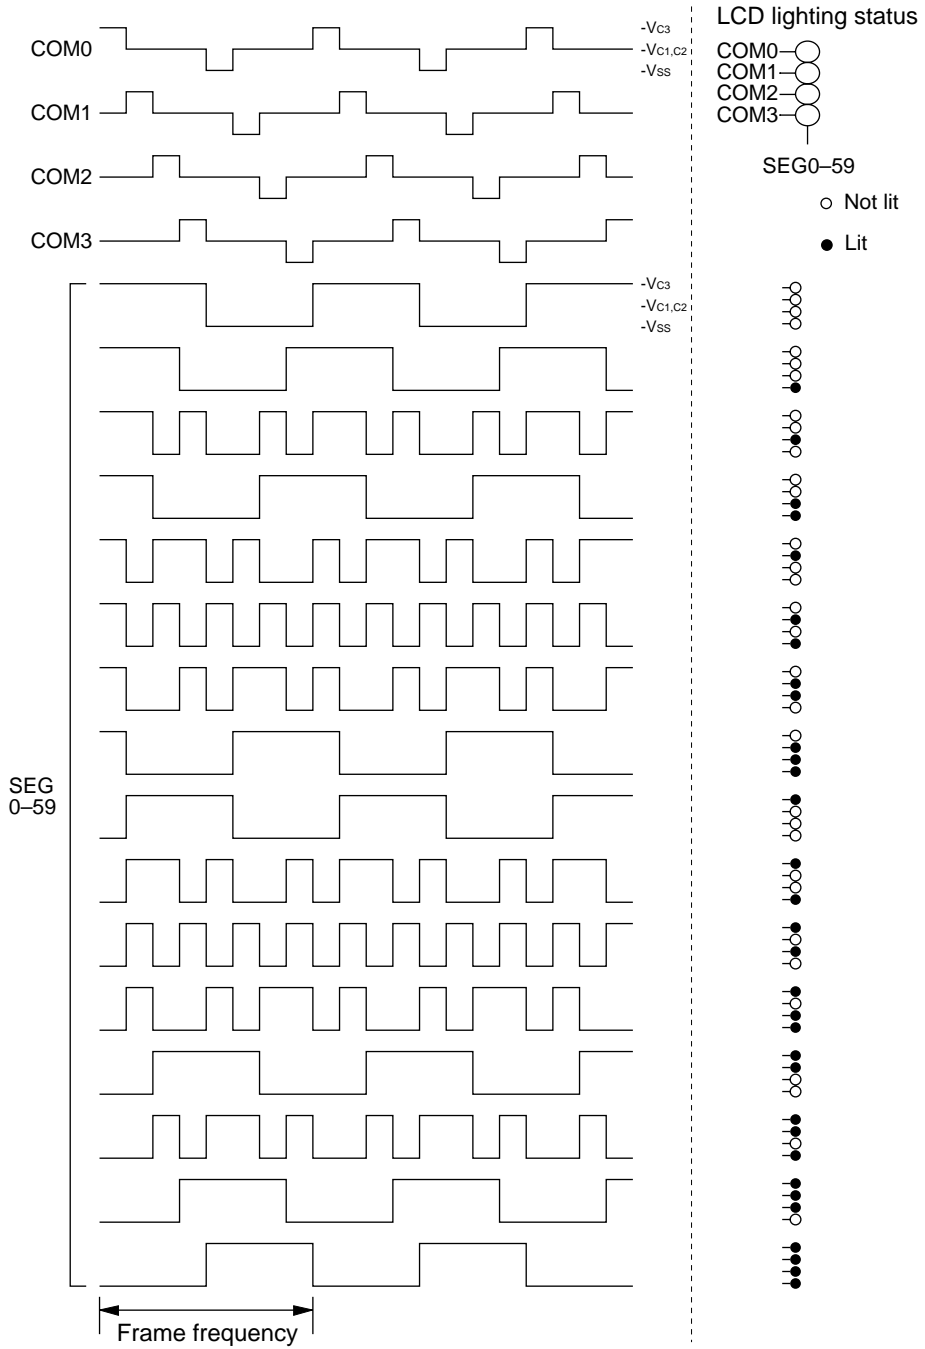 LCD lighting status
COM0
-VC3
-VC1,C2
-VSS
COM1
COM2
COM3
-VC3
-VC1,C2
-VSS
COM0
COM1
COM2
COM3
SEG0–59
Not lit
Lit
SEG
0–59
Frame frequency